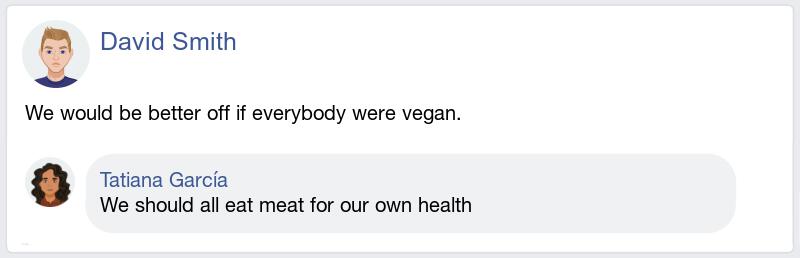 David Smith
We would be better off if everybody were vegan.
Tatiana García
We should all eat meat for our own health